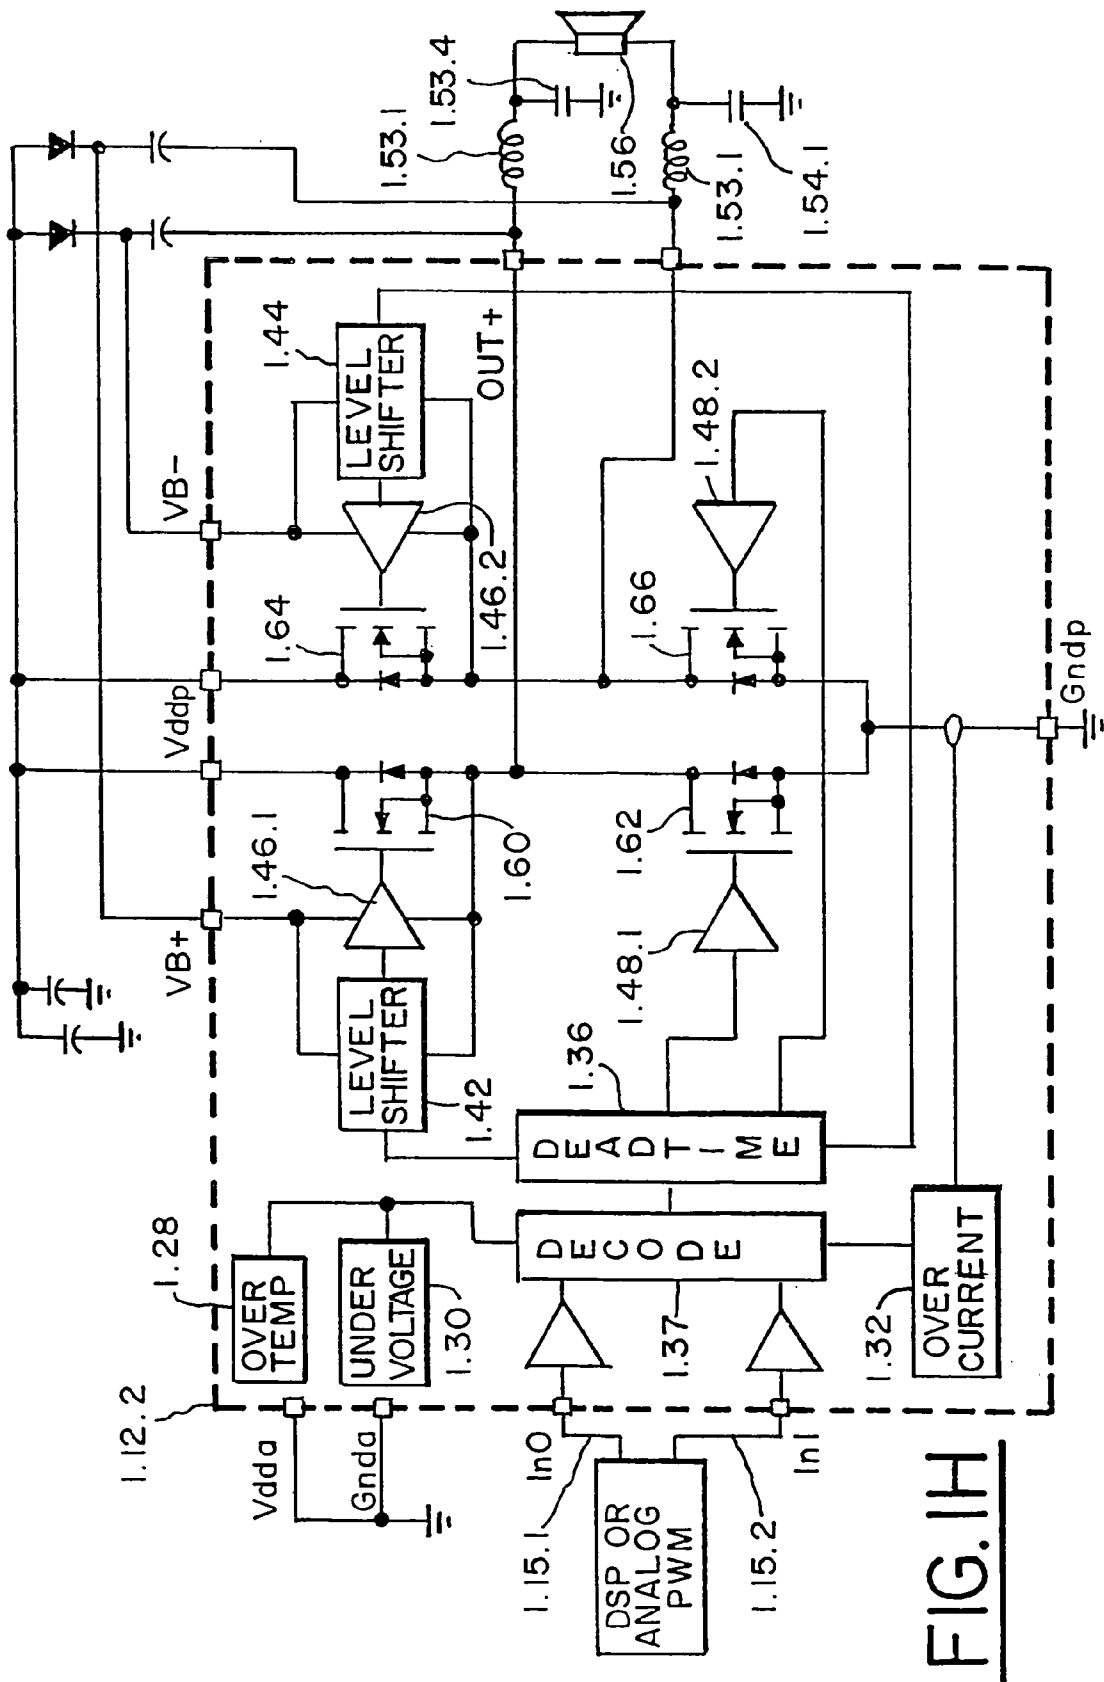 1.12.2
1.28
OVER
TEMP
UNDER
VOLTAGE
1.30
Vdda
Gnda
1.15.1
In0
DSP OR
ANALOG
PWM
In1
1.15.2
DECODE
1.37
1.32
OVER
CURRENT
DEADTIME
1.36
LEVEL
SHIFTER
1.42
VB+
1.46.1
1.60
1.48.1
1.62
Vddp
VB-
1.64
1.46.2
1.44
LEVEL
SHIFTER
OUT+
1.66
1.48.2
Gndp
1.53.1
1.53.4
1.56
1.53.1
1.54.1
FIG. 1H